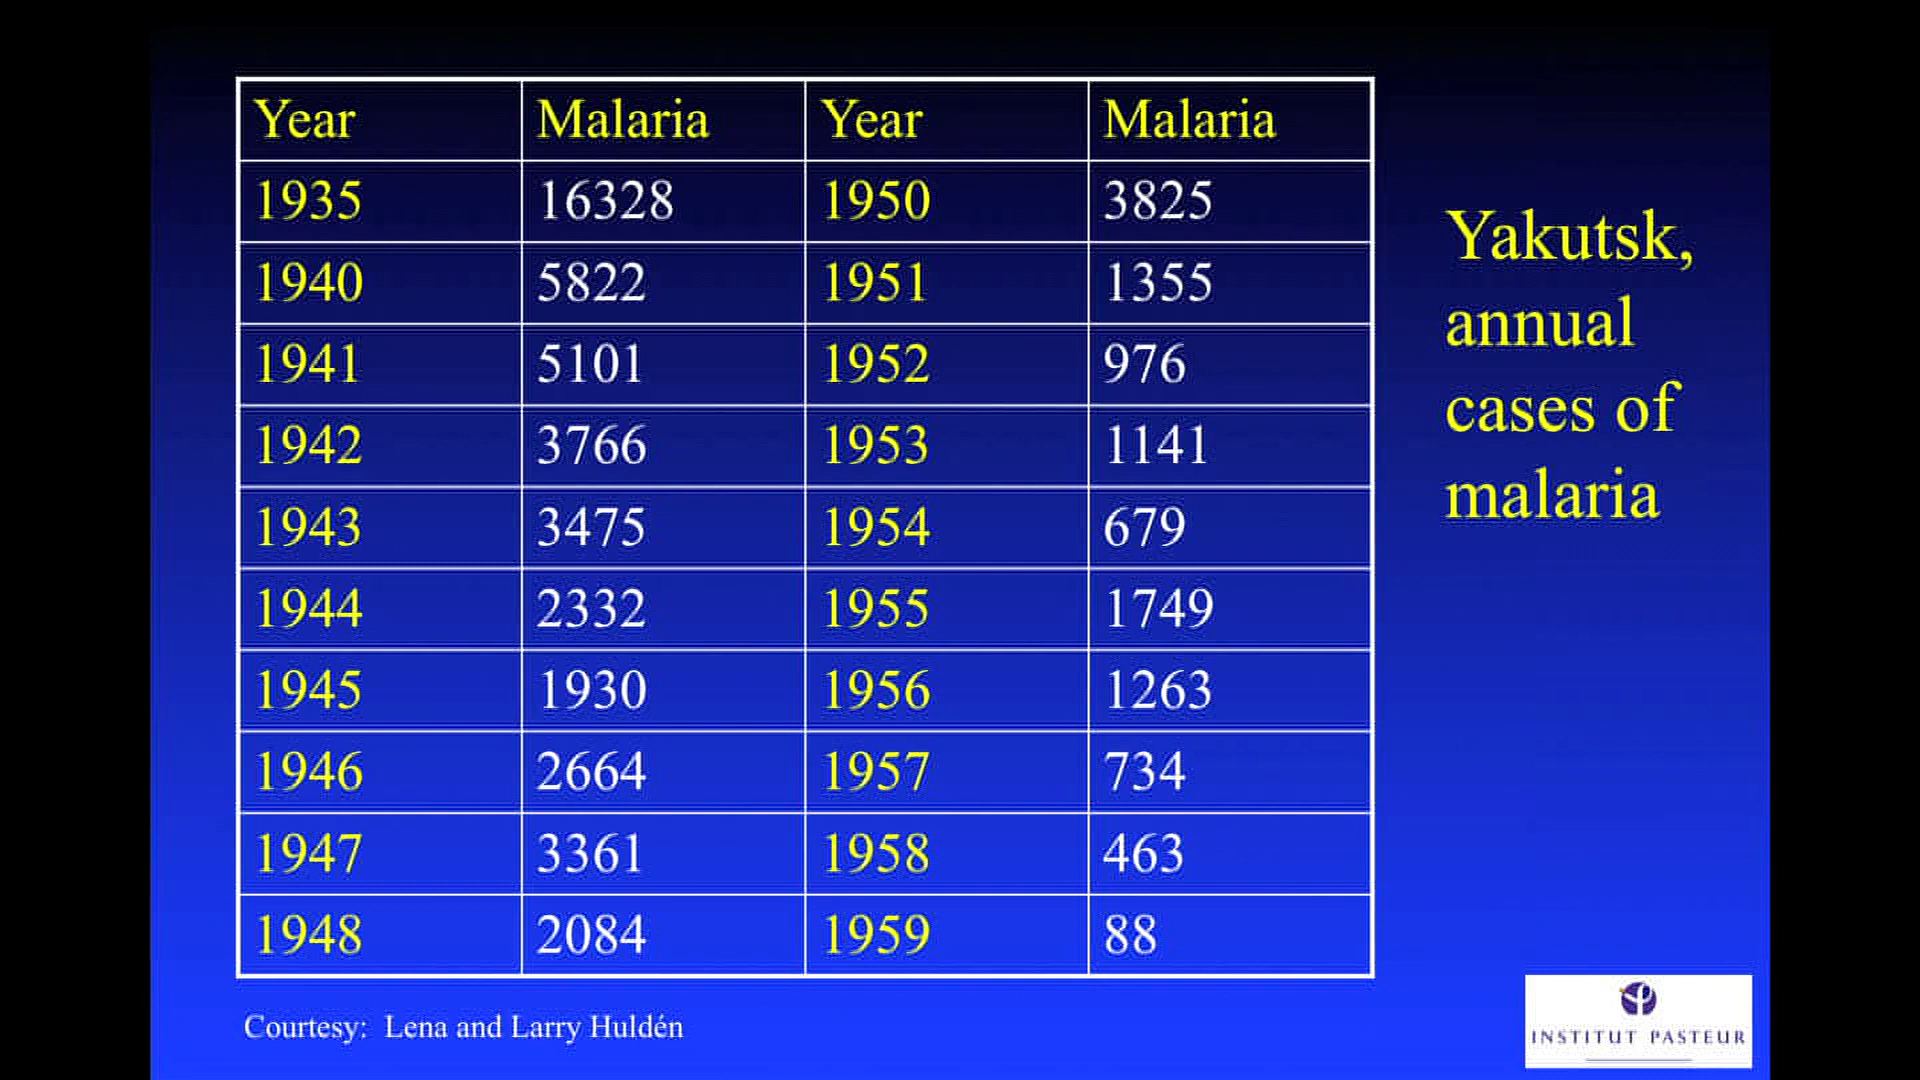 Year Malaria Year Malaria
1935 16328 1950 3825
1940 5822 1951 1355
1941 5101 1952 976
1942 3766 1953 1141
1943 3475 1954 679
1944 2332 1955 1749
1945 1930 1956 1263
1946 2664 1957 734
1947 3361 1958 463
1948 2084 1959 88
Yakutsk,
annual
cases of
malaria
Courtesy: Lena and Larry Huldén
INSTITUT PASTEUR